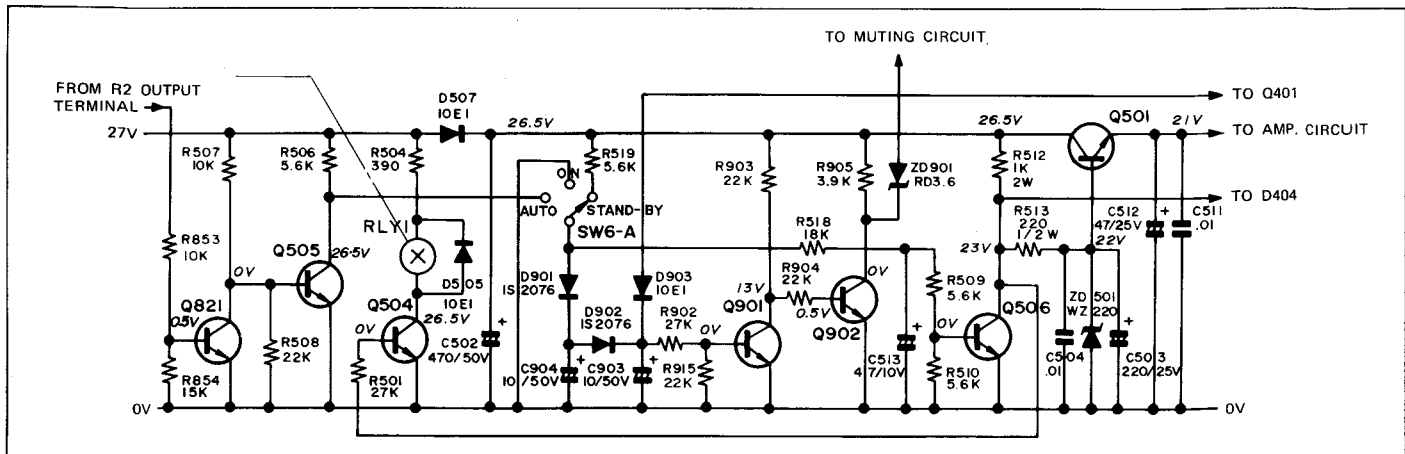 TO MUTING CIRCUIT
FROM R2 OUTPUT
TERMINAL
TO Q401
D507
10E1
26.5V
26.5V
Q501
21V
27V
TO AMP. CIRCUIT
R507
10K
R506
5.6K
R504
390
R519
5.6K
R903
22K
R905
3.9K
ZD901
RD3.6
R512
1K
2W
ON
AUTO
STAND-BY
SW6-A
TO D404
RLY1
R518
18K
R513
220
1/2W
C512
47/25V
C511
.01
R853
10K
Q505
26.5V
23V
22V
D505
10E1
D901
1S2076
D903
10E1
R904
22K
0V
R509
5.6K
0V
Q821
0.5V
Q504
26.5V
0V
13V
Q901
0.5V
Q902
Q506
0V
D902
1S2076
R902
27K
0V
ZD501
WZ220
R508
22K
C502
470/50V
C904
10/50V
C903
10/50V
R915
22K
C513
47/10V
R510
5.6K
C504
.01
C503
220/25V
R854
15K
R501
27K
0V
0V